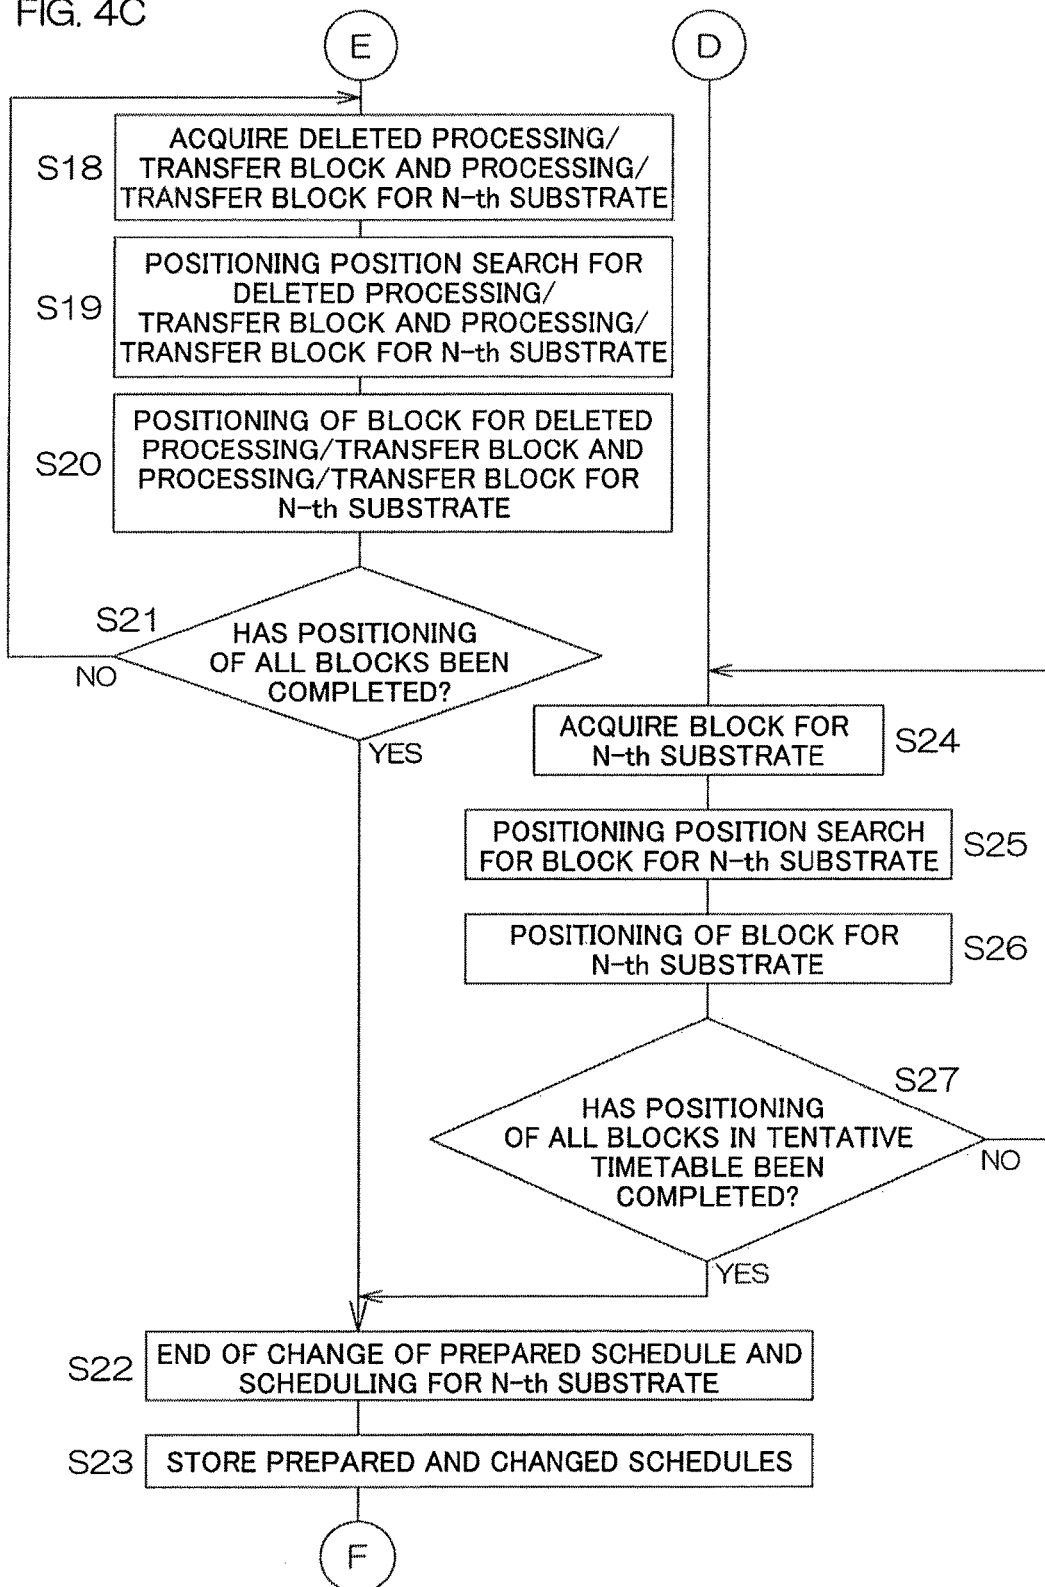 FIG. 4C
E
D
S18
ACQUIRE DELETED PROCESSING/
TRANSFER BLOCK AND PROCESSING/
TRANSFER BLOCK FOR N-th SUBSTRATE
S19
POSITIONING POSITION SEARCH FOR
DELETED PROCESSING/
TRANSFER BLOCK AND PROCESSING/
TRANSFER BLOCK FOR N-th SUBSTRATE
S20
POSITIONING OF BLOCK FOR DELETED
PROCESSING/TRANSFER BLOCK AND
PROCESSING/TRANSFER BLOCK FOR
N-th SUBSTRATE
S21
HAS POSITIONING
OF ALL BLOCKS BEEN
COMPLETED?
NO
YES
ACQUIRE BLOCK FOR
N-th SUBSTRATE
S24
POSITIONING POSITION SEARCH
FOR BLOCK FOR N-th SUBSTRATE
S25
POSITIONING OF BLOCK FOR
N-th SUBSTRATE
S26
S27
HAS POSITIONING
OF ALL BLOCKS IN TENTATIVE
TIMETABLE BEEN
COMPLETED?
NO
YES
S22
END OF CHANGE OF PREPARED SCHEDULE AND
SCHEDULING FOR N-th SUBSTRATE
S23
STORE PREPARED AND CHANGED SCHEDULES
F